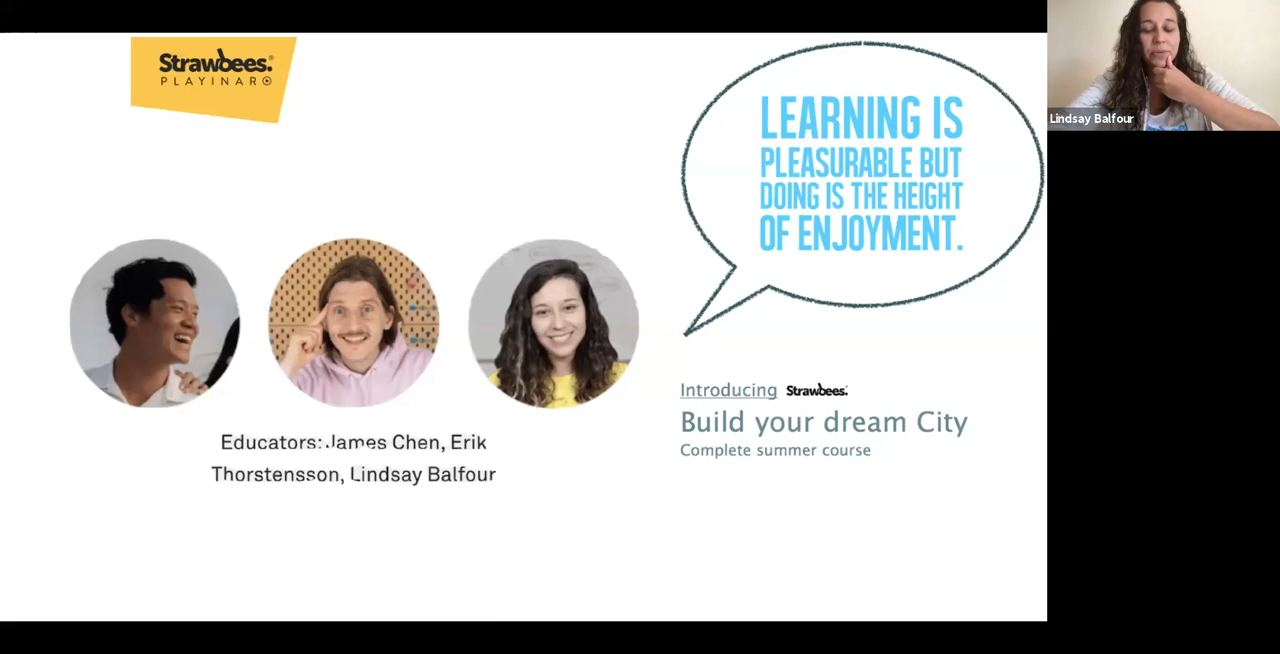 Strawbees.®
PLAYINAR
LEARNING IS
PLEASURABLE BUT
DOING IS THE HEIGHT
OF ENJOYMENT.
Lindsay Balfour
Educators: James Chen, Erik
Thorstensson, Lindsay Balfour
Introducing Strawbees.®
Build your dream City
Complete summer course